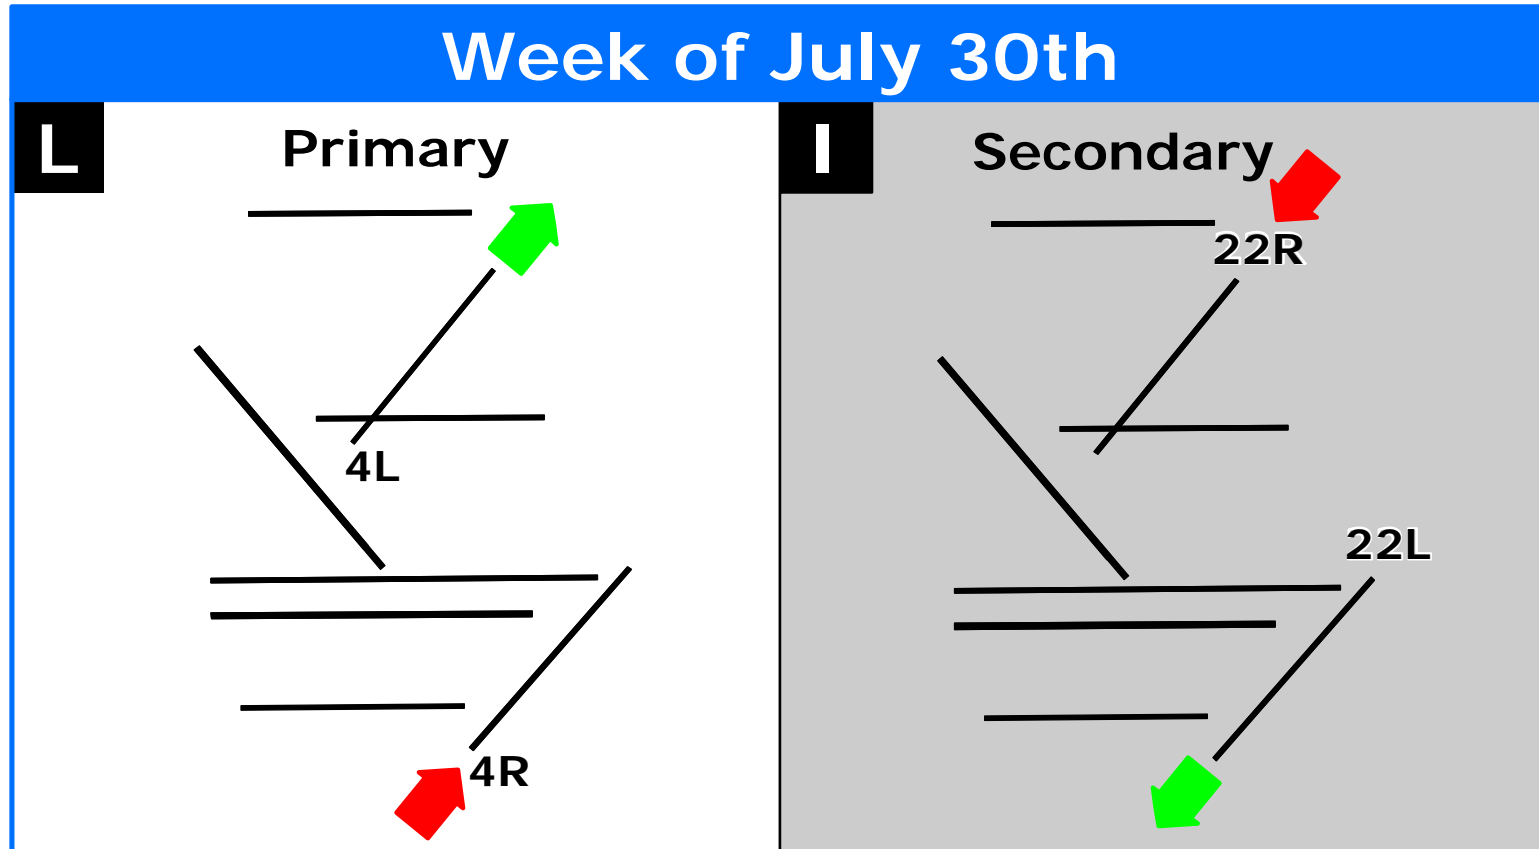 Week of July 30th
L
Primary
4L
4R
I
Secondary
22R
22L